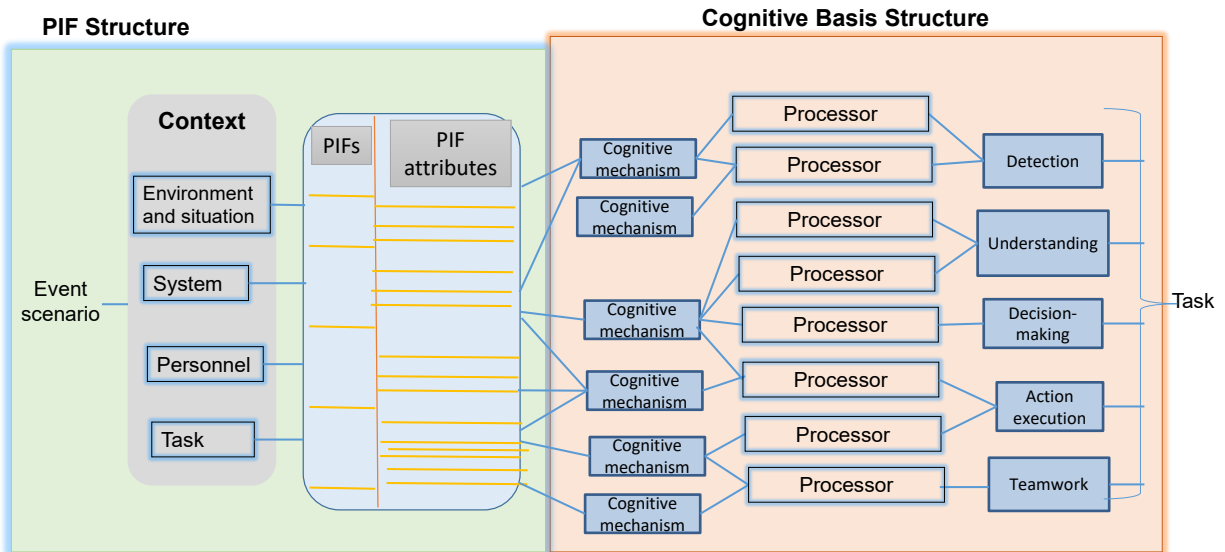 PIF Structure
Cognitive Basis Structure
Context
Environment
and situation
System
Personnel
Task
Event
scenario
PIFs
PIF
attributes
Cognitive
mechanism
Cognitive
mechanism
Cognitive
mechanism
Cognitive
mechanism
Cognitive
mechanism
Cognitive
mechanism
Processor
Processor
Processor
Processor
Processor
Processor
Processor
Processor
Detection
Understanding
Decision-
making
Action
execution
Teamwork
Task